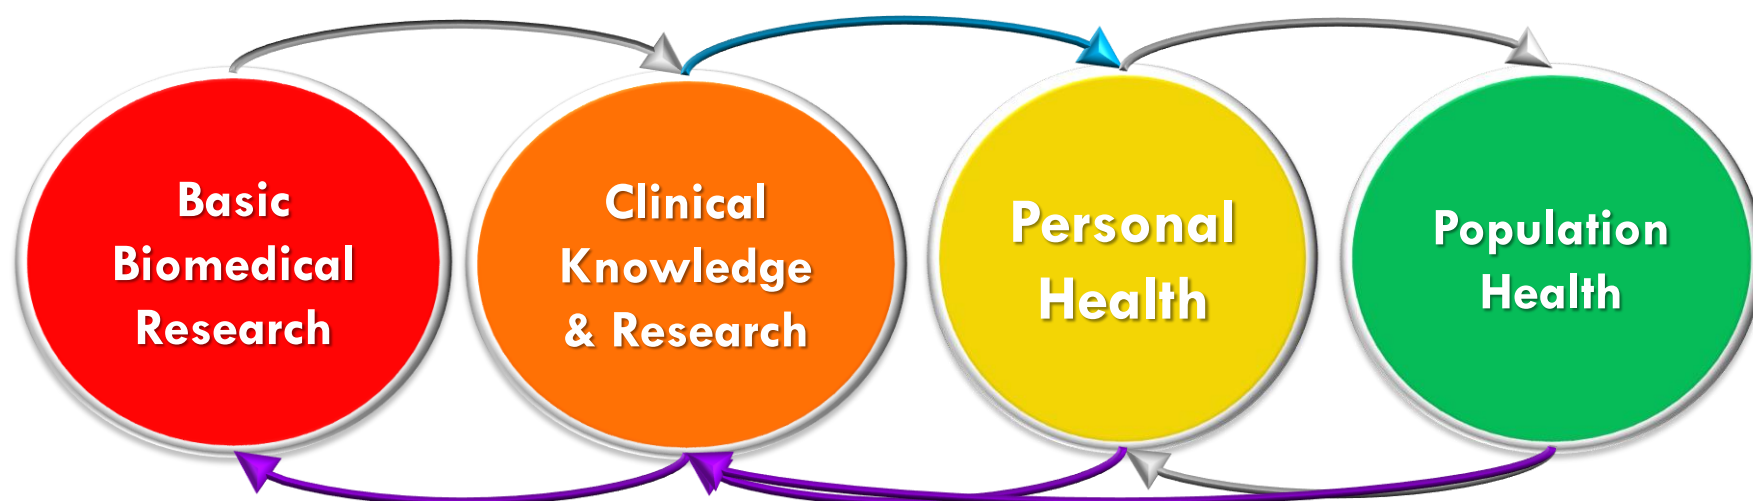 Basic
Biomedical
Research
Clinical
Knowledge
& Research
Personal
Health
Population
Health